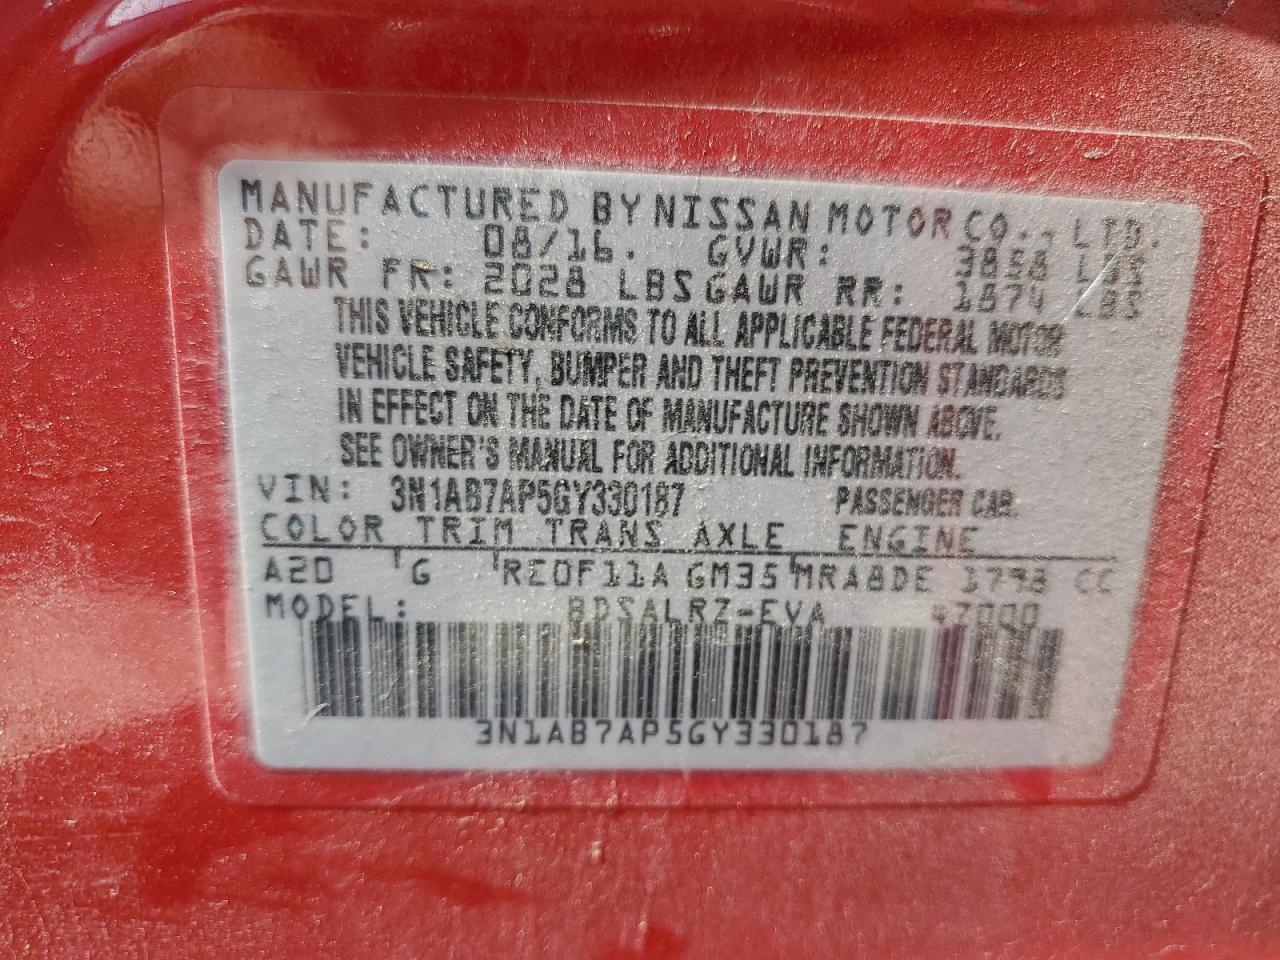 MANUFACTURED BY NISSAN MOTOR CO., LTD.
DATE: 08/16. GVWR: 3858 LBS
GAWR FR: 2028 LBS GAWR RR: 1874 LBS
THIS VEHICLE CONFORMS TO ALL APPLICABLE FEDERAL MOTOR
VEHICLE SAFETY, BUMPER AND THEFT PREVENTION STANDARDS
IN EFFECT ON THE DATE OF MANUFACTURE SHOWN ABOVE.
SEE OWNER'S MANUAL FOR ADDITIONAL INFORMATION.
VIN: 3N1AB7AP5GY330187 PASSENGER CAR.
COLOR TRIM TRANS AXLE ENGINE
A20 G RE0F11A GM35 MRA8DE 1798 CC
MODEL: BDSALRZ-EVA
3N1AB7AP5GY330187